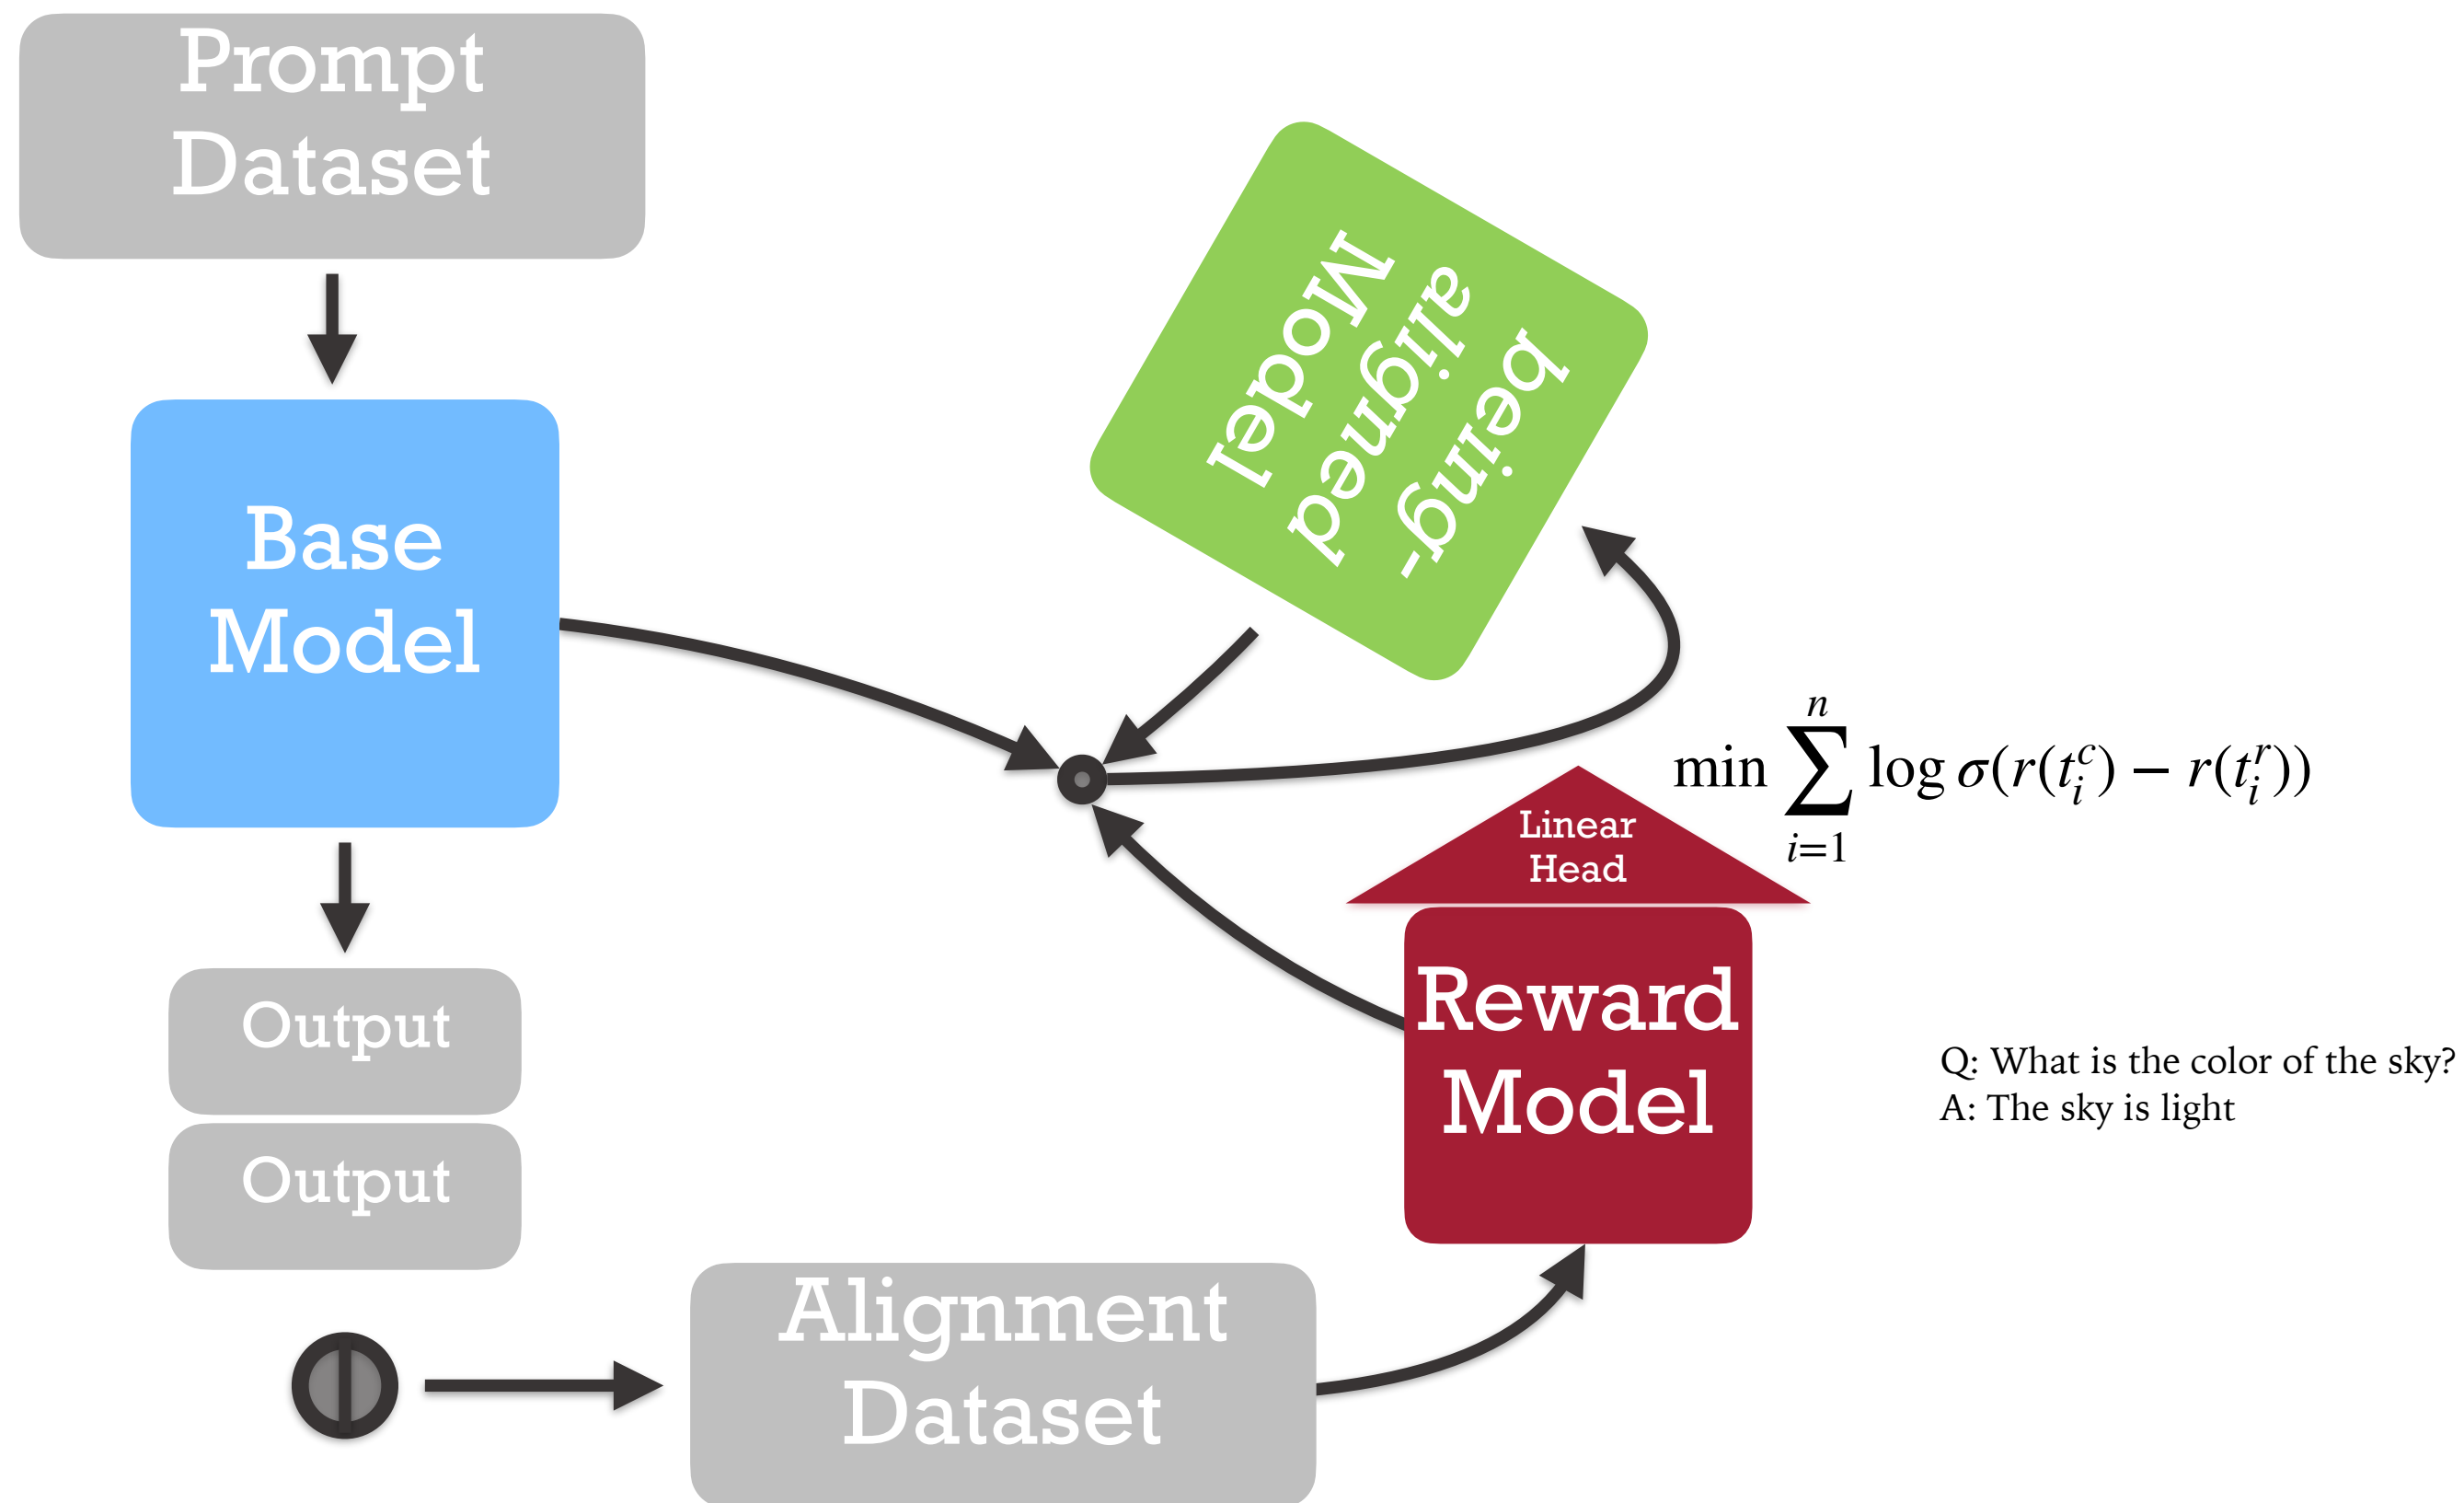 Prompt
Dataset
Base
Model
Output
Output
Alignment
Dataset
Model
being-
aligned
Linear
Head
Reward
Model
min \sum_{i=1}^{n} log σ(r(t_i^c) − r(t_i^r))
Q: What is the color of the sky?
A: The sky is light